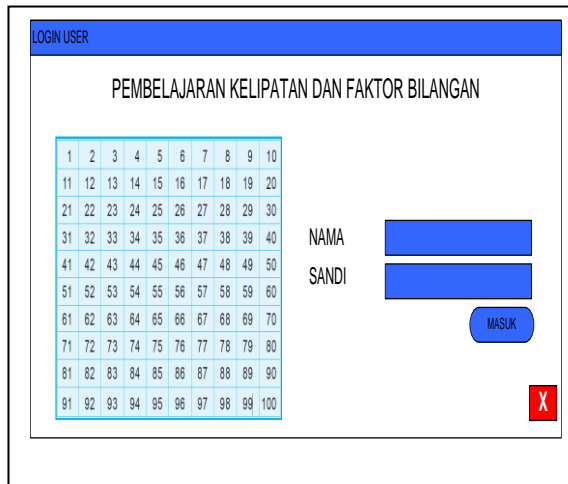 LOGIN USER
PEMBELAJARAN KELIPATAN DAN FAKTOR BILANGAN
1 2 3 4 5 6 7 8 9 10
11 12 13 14 15 16 17 18 19 20
21 22 23 24 25 26 27 28 29 30
31 32 33 34 35 36 37 38 39 40
41 42 43 44 45 46 47 48 49 50
51 52 53 54 55 56 57 58 59 60
61 62 63 64 65 66 67 68 69 70
71 72 73 74 75 76 77 78 79 80
81 82 83 84 85 86 87 88 89 90
91 92 93 94 95 96 97 98 99 100
NAMA
SANDI
MASUK
X